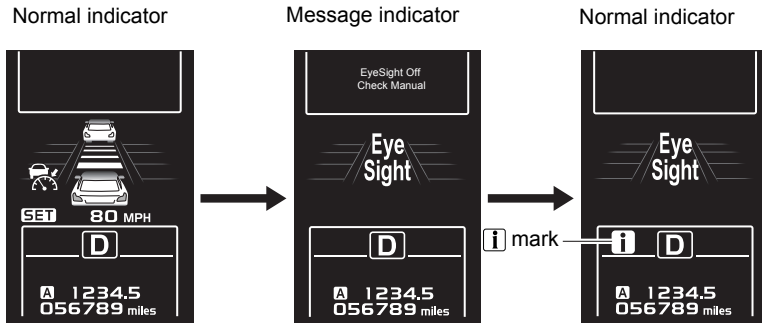 Normal indicator
Message indicator
Normal indicator
EyeSight Off
Check Manual
Eye
Sight
Eye
Sight
SET 80 MPH
i mark
D
D
i D
A 1234.5
056789 miles
A 1234.5
056789 miles
A 1234.5
056789 miles